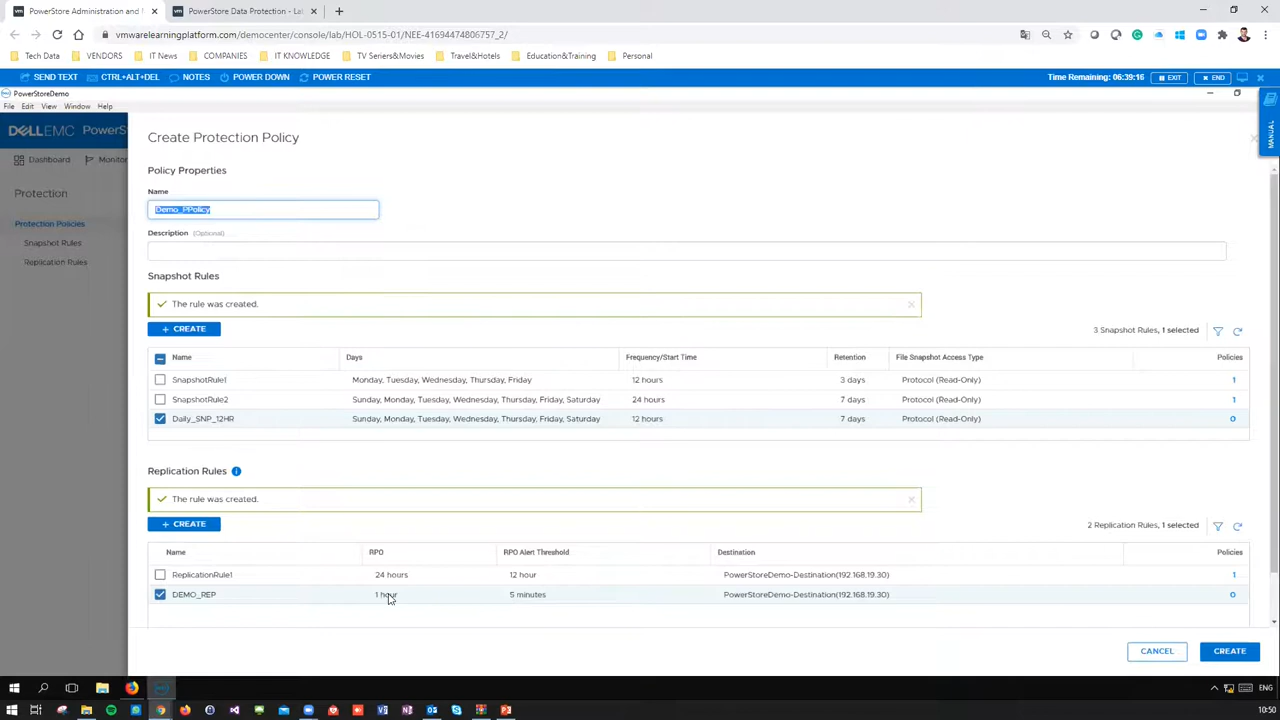 PowerStore Administration and M
PowerStore Data Protection - La
vmwarelearningplatform.com/democenter/console/lab/HOL-0515-01/NEE-41694474806757_2/
Tech Data
VENDORS
IT News
COMPANIES
IT KNOWLEDGE
TV Seriers&Movies
Travel&Hotels
Education&Training
Personal
SEND TEXT
CTRL+ALT+DEL
NOTES
POWER DOWN
POWER RESET
Time Remaining: 06:39:16
EXIT
END
PowerStoreDemo
File Edit View Window Help
MANUAL
DELLEMC PowerSt
Dashboard
Monitor
Protection
Protection Policies
Snapshot Rules
Replication Rules
Create Protection Policy
Policy Properties
Name
Demo_PPolicy
Description (Optional)
Snapshot Rules
The rule was created.
+ CREATE
3 Snapshot Rules, 1 selected
Name Days Frequency/Start Time Retention File Snapshot Access Type Policies
SnapshotRule1 Monday, Tuesday, Wednesday, Thursday, Friday 12 hours 3 days Protocol (Read-Only) 1
SnapshotRule2 Sunday, Monday, Tuesday, Wednesday, Thursday, Friday, Saturday 24 hours 7 days Protocol (Read-Only) 1
Daily_SNP_12HR Sunday, Monday, Tuesday, Wednesday, Thursday, Friday, Saturday 12 hours 7 days Protocol (Read-Only) 0
Replication Rules
The rule was created.
+ CREATE
2 Replication Rules, 1 selected
Name RPO RPO Alert Threshold Destination Policies
ReplicationRule1 24 hours 12 hour PowerStoreDemo-Destination(192.168.19.30) 1
DEMO_REP 1 hour 5 minutes PowerStoreDemo-Destination(192.168.19.30) 0
CANCEL
CREATE
ENG
10:50